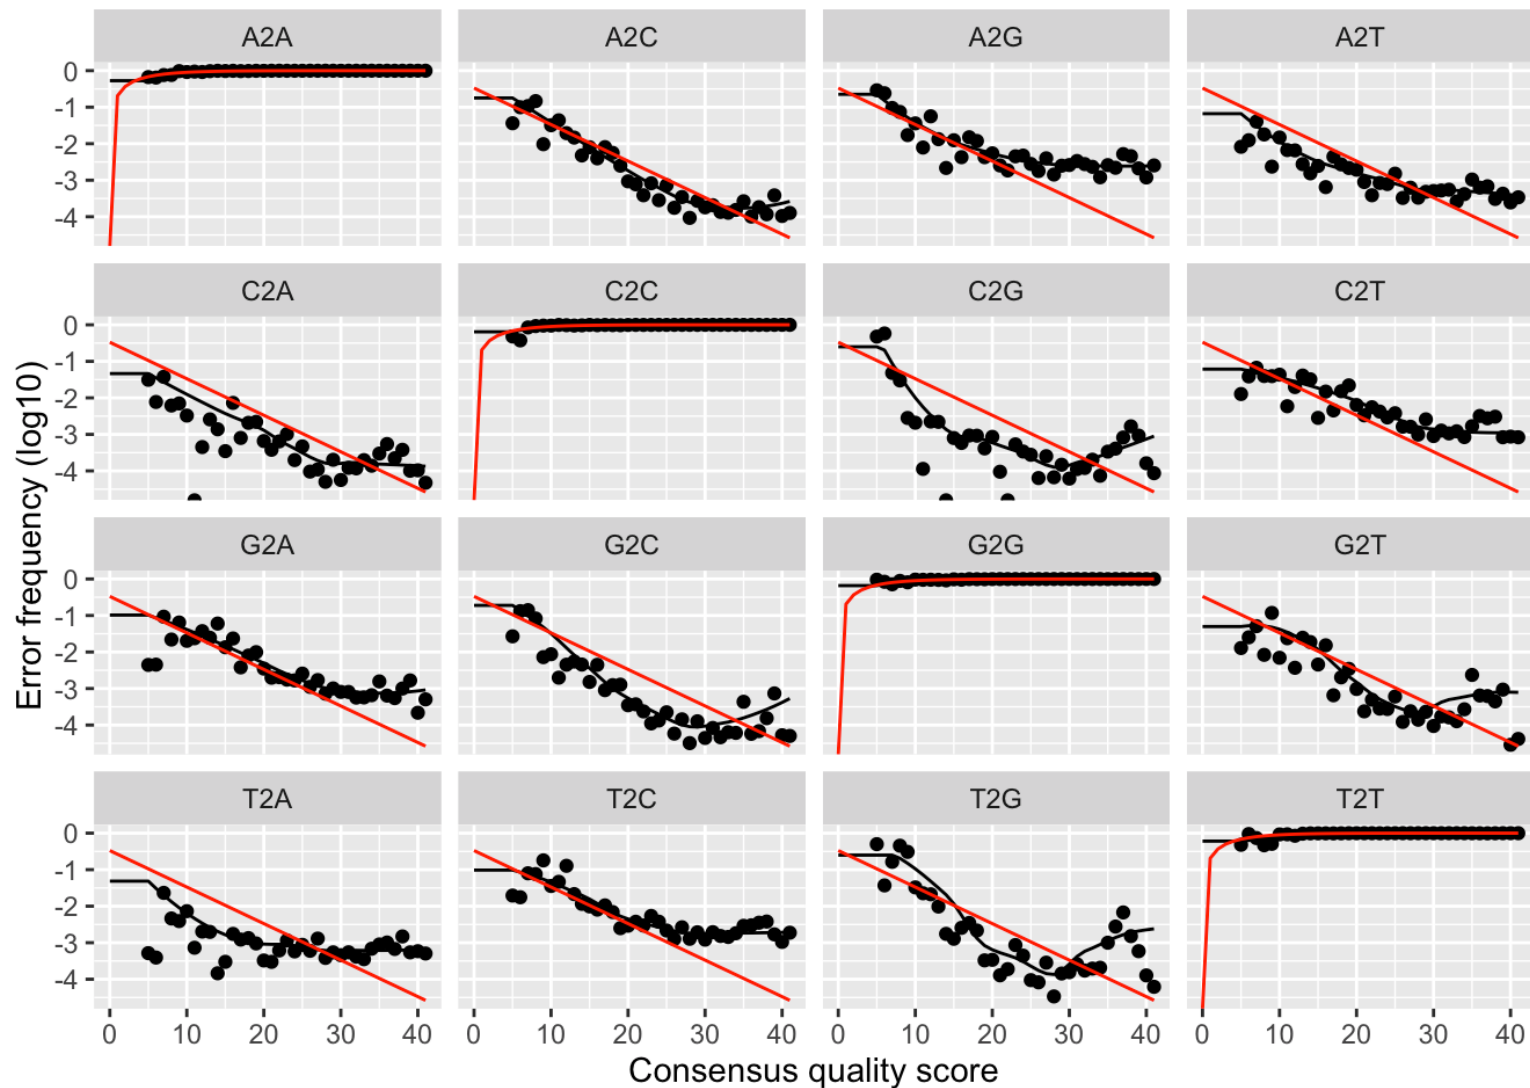 A2A A2C A2G A2T
0
-1
-2
-3
-4
C2A C2C C2G C2T
0
-1
-2
-3
-4
G2A G2C G2G G2T
0
-1
-2
-3
-4
T2A T2C T2G T2T
0
-1
-2
-3
-4
0 10 20 30 40 0 10 20 30 40 0 10 20 30 40 0 10 20 30 40
Consensus quality score
Error frequency (log10)